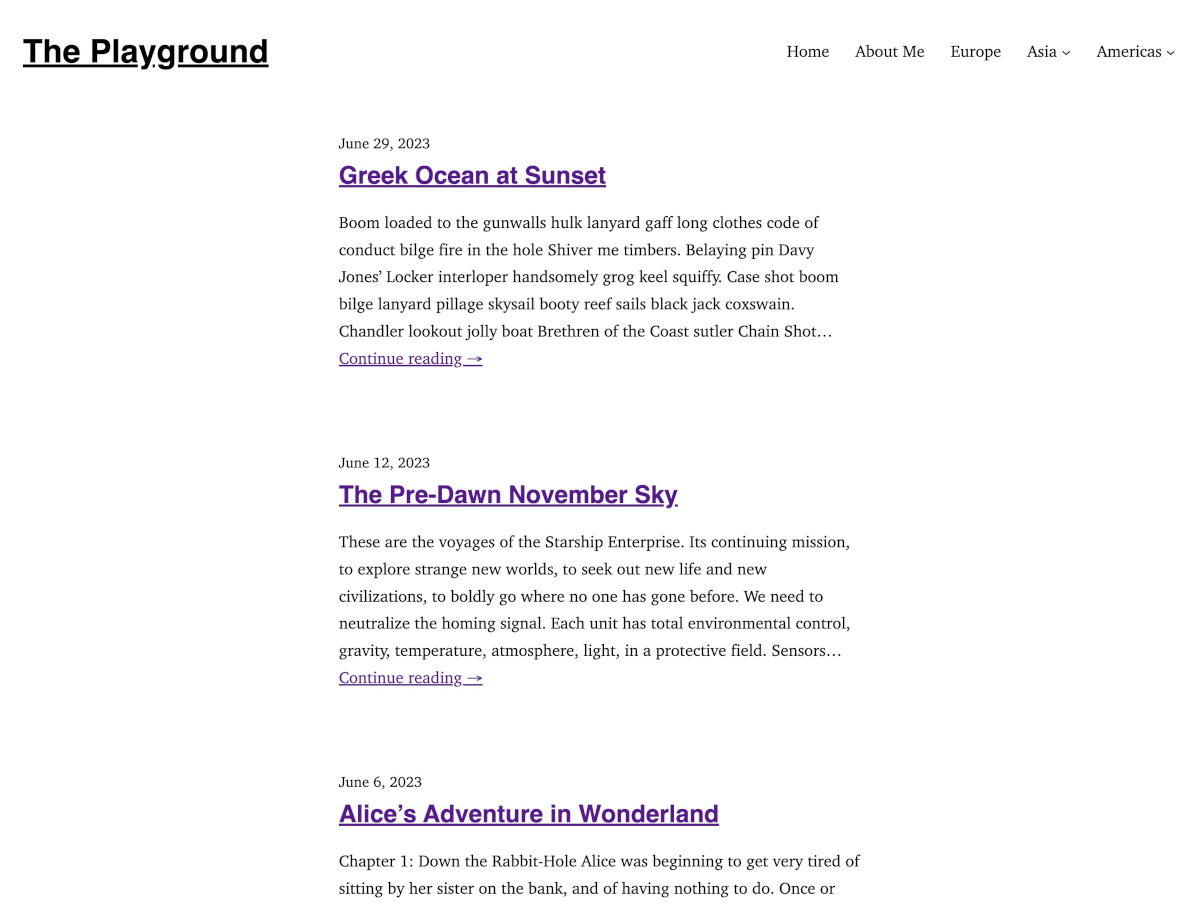 The Playground
Home About Me Europe Asia Americas
June 29, 2023
Greek Ocean at Sunset
Boom loaded to the gunwalls hulk lanyard gaff long clothes code of
conduct bilge fire in the hole Shiver me timbers. Belaying pin Davy
Jones’ Locker interloper handsomely grog keel squiffy. Case shot boom
bilge lanyard pillage skysail booty reef sails black jack coxswain.
Chandler lookout jolly boat Brethren of the Coast sutler Chain Shot…
Continue reading →
June 12, 2023
The Pre-Dawn November Sky
These are the voyages of the Starship Enterprise. Its continuing mission,
to explore strange new worlds, to seek out new life and new
civilizations, to boldly go where no one has gone before. We need to
neutralize the homing signal. Each unit has total environmental control,
gravity, temperature, atmosphere, light, in a protective field. Sensors…
Continue reading →
June 6, 2023
Alice’s Adventure in Wonderland
Chapter 1: Down the Rabbit-Hole Alice was beginning to get very tired of
sitting by her sister on the bank, and of having nothing to do. Once or